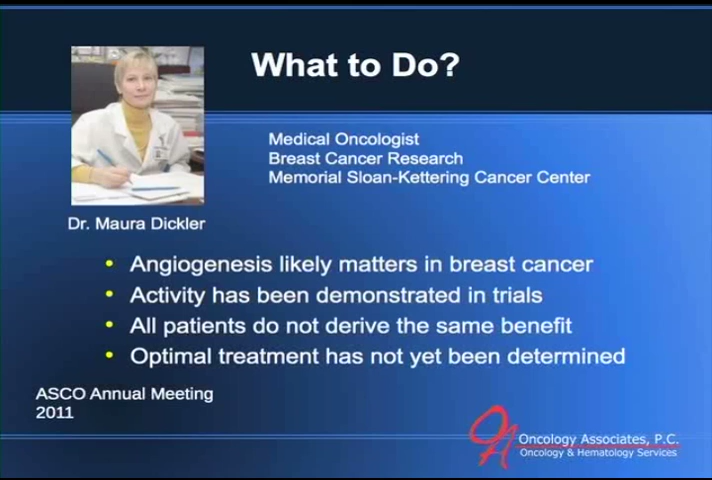 What to Do?
Medical Oncologist
Breast Cancer Research
Memorial Sloan-Kettering Cancer Center
Dr. Maura Dickler
• Angiogenesis likely matters in breast cancer
• Activity has been demonstrated in trials
• All patients do not derive the same benefit
• Optimal treatment has not yet been determined
ASCO Annual Meeting
2011
Oncology Associates, P.C.
Oncology & Hematology Services